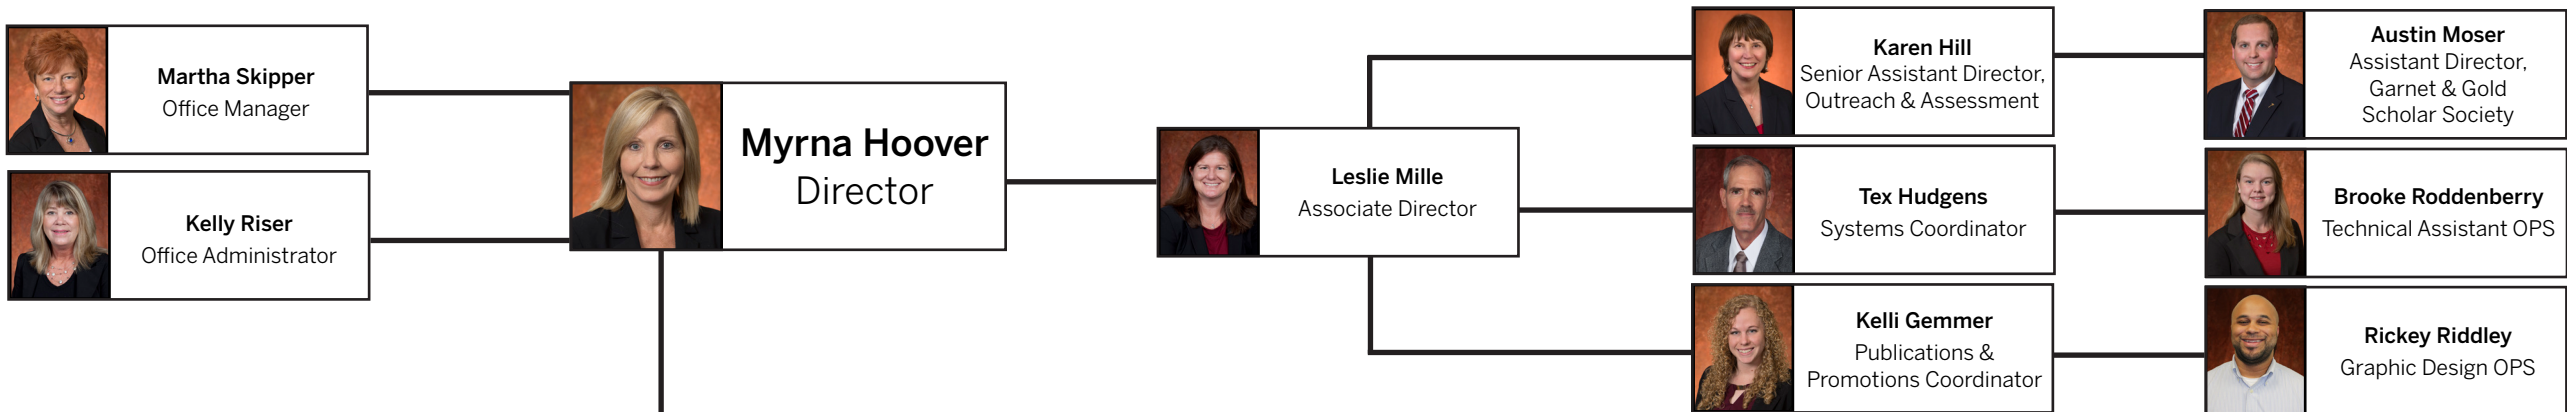 Martha Skipper
Office Manager
Kelly Riser
Office Administrator
Myrna Hoover
Director
Leslie Mille
Associate Director
Karen Hill
Senior Assistant Director,
Outreach & Assessment
Tex Hudgens
Systems Coordinator
Kelli Gemmer
Publications &
Promotions Coordinator
Austin Moser
Assistant Director,
Garnet & Gold
Scholar Society
Brooke Roddenberry
Technical Assistant OPS
Rickey Riddley
Graphic Design OPS